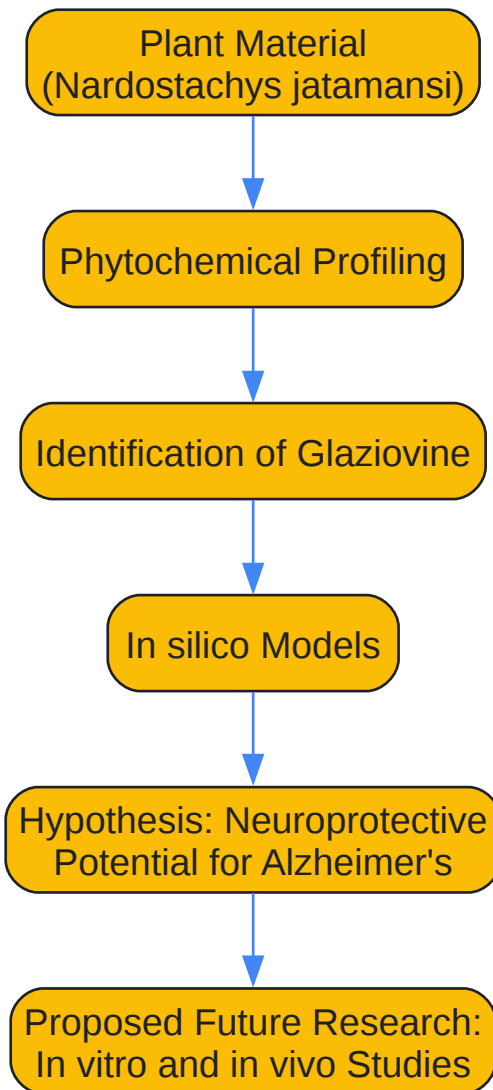 Plant Material
(Nardostachys jatamansi)
Phytochemical Profiling
Identification of Glaziovine
In silico Models
Hypothesis: Neuroprotective
Potential for Alzheimer's
Proposed Future Research:
In vitro and in vivo Studies